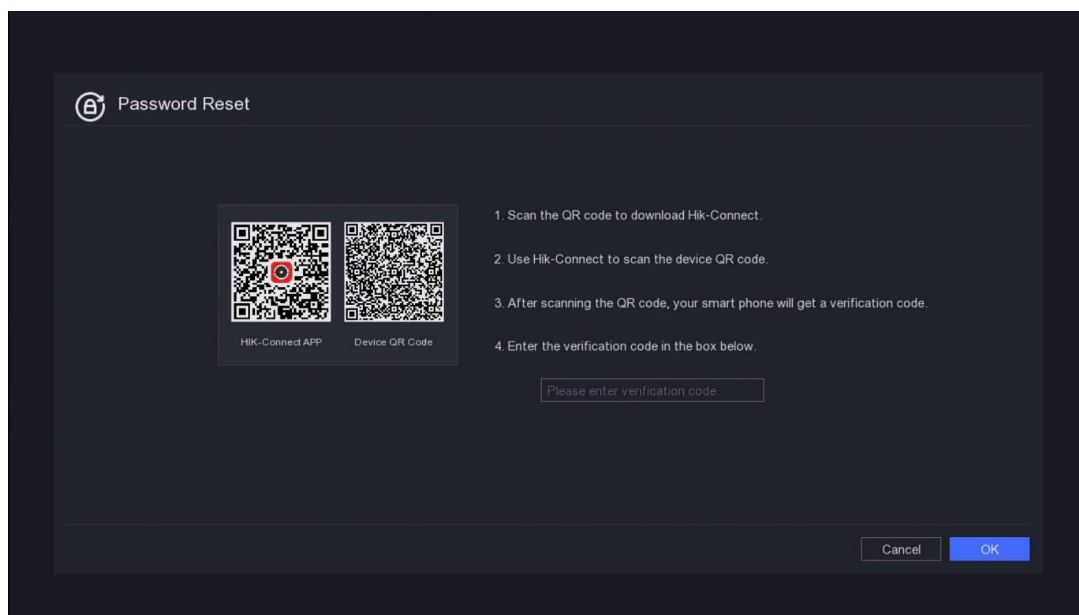 Password Reset
1. Scan the QR code to download Hik-Connect.
2. Use Hik-Connect to scan the device QR code.
3. After scanning the QR code, your smart phone will get a verification code.
HIK-Connect APP
Device QR Code
4. Enter the verification code in the box below.
Please enter verification code.
Cancel
OK